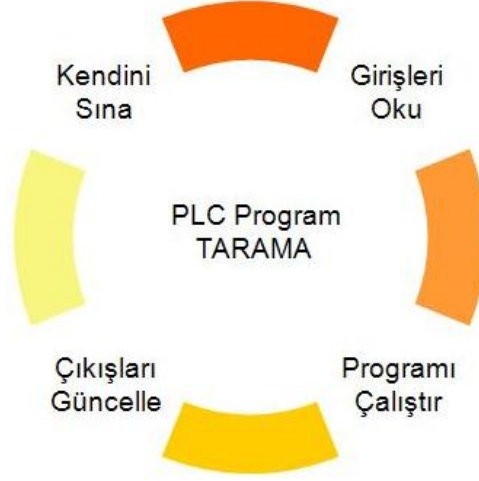 Kendini
Sına
Girişleri
Oku
PLC Program
TARAMA
Çıkışları
Güncelle
Programı
Çalıştır